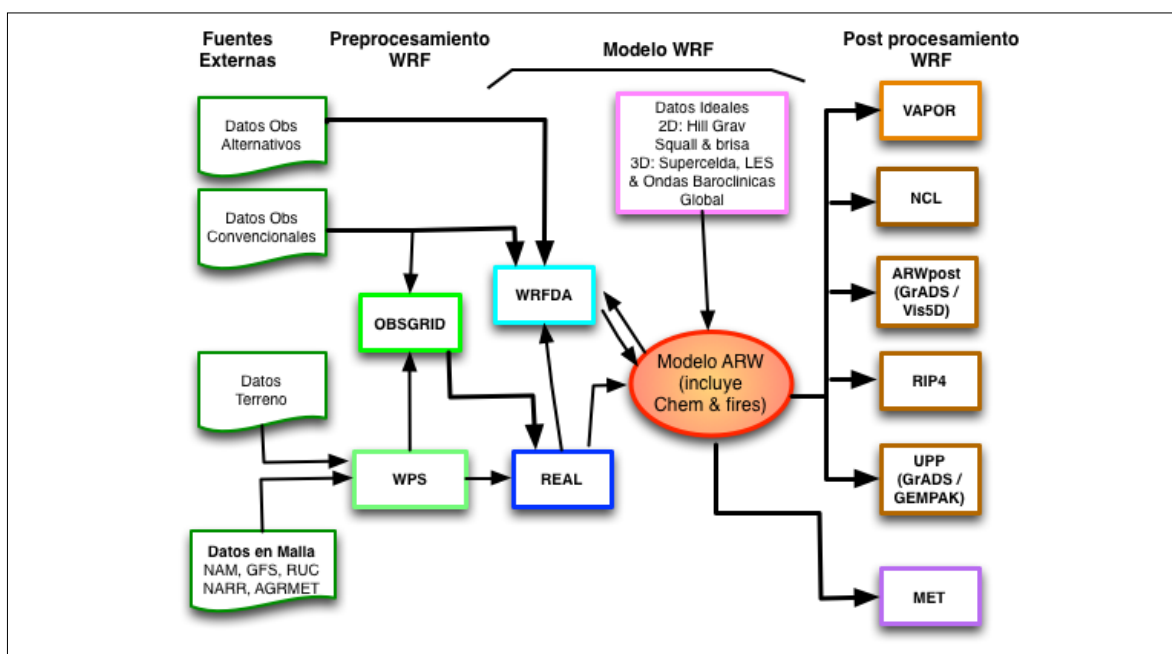 Fuentes
Externas
Preprocesamiento
WRF
Modelo WRF
Post procesamiento
WRF
Datos Obs
Alternativos
Datos Obs
Convencionales
Datos
Terreno
Datos en Malla
NAM, GFS, RUC
NARR, AGRMET
OBSGRID
WPS
WRFDA
REAL
Datos Ideales
2D: Hill Grav
Squall & brisa
3D: Supercelda, LES
& Ondas Baroclinicas
Global
Modelo ARW
(incluye
Chem & fires)
VAPOR
NCL
ARWpost
(GrADS /
Vis5D)
RIP4
UPP
(GrADS /
GEMPAK)
MET